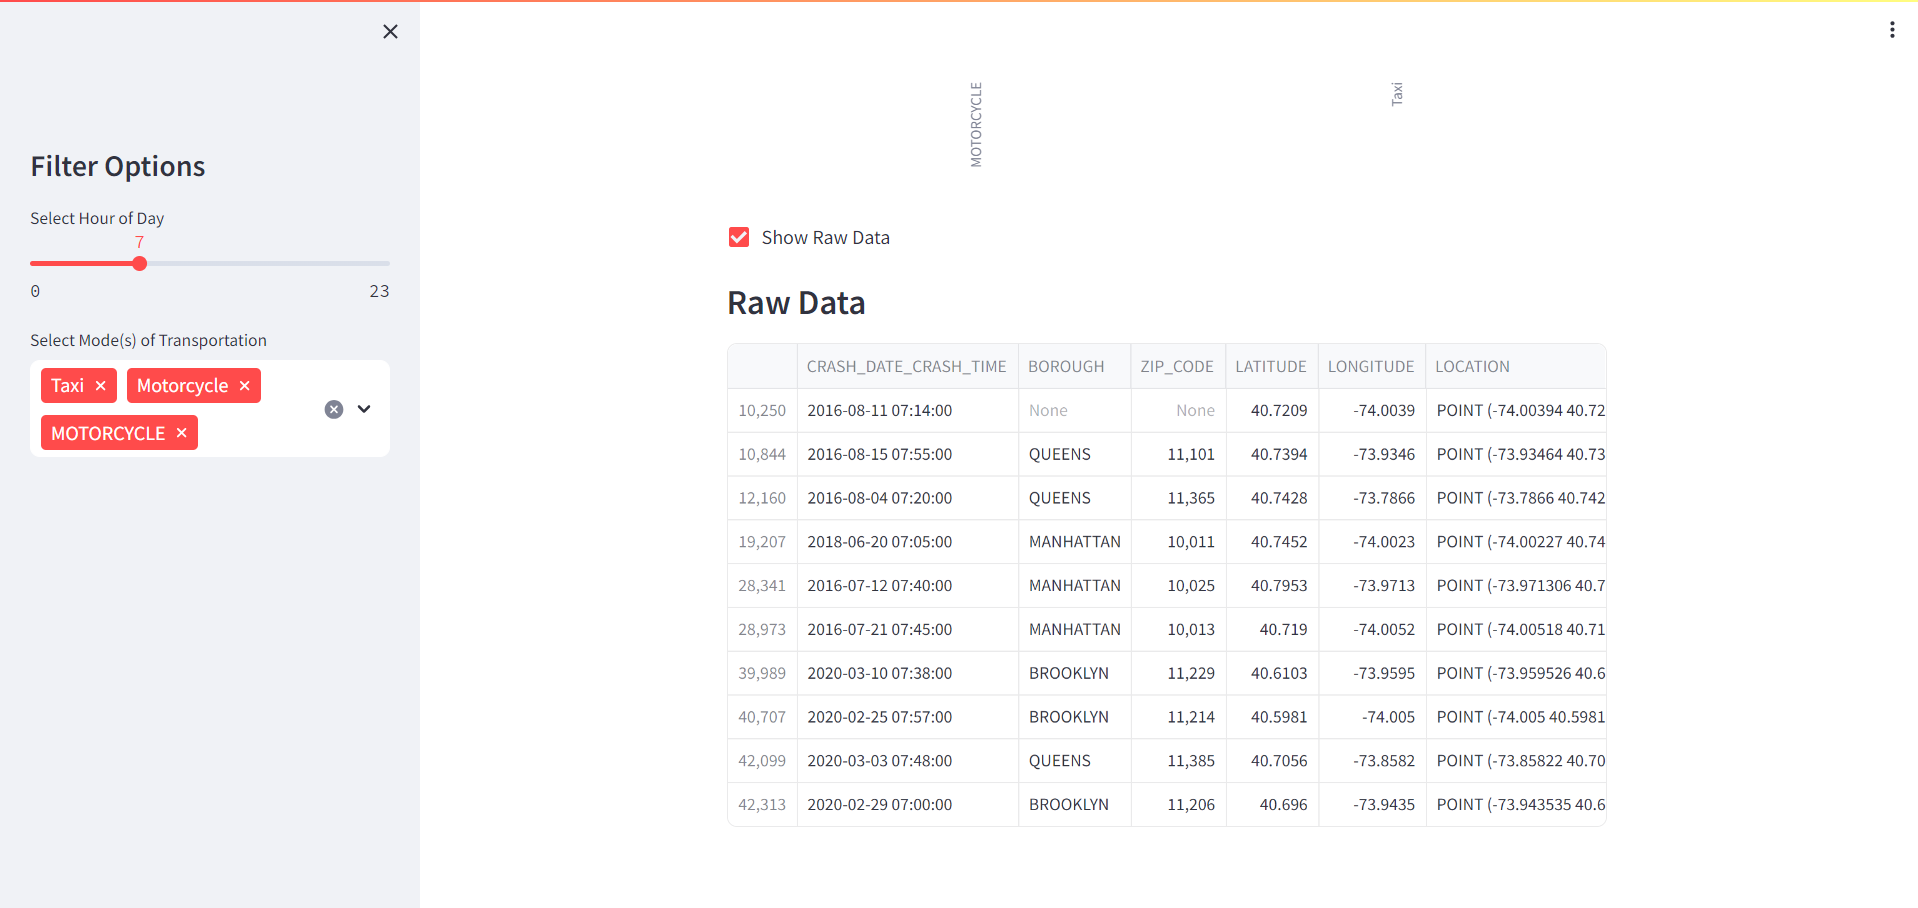 Filter Options
Select Hour of Day
7
0 23
Select Mode(s) of Transportation
Taxi Motorcycle
MOTORCYCLE
MOTORCYCLE Taxi
Show Raw Data
Raw Data
CRASH_DATE_CRASH_TIME BOROUGH ZIP_CODE LATITUDE LONGITUDE LOCATION
10,250 2016-08-11 07:14:00 None None 40.7209 -74.0039 POINT (-74.00394 40.72
10,844 2016-08-15 07:55:00 QUEENS 11,101 40.7394 -73.9346 POINT (-73.93464 40.73
12,160 2016-08-04 07:20:00 QUEENS 11,365 40.7428 -73.7866 POINT (-73.7866 40.742
19,207 2018-06-20 07:05:00 MANHATTAN 10,011 40.7452 -74.0023 POINT (-74.00227 40.74
28,341 2016-07-12 07:40:00 MANHATTAN 10,025 40.7953 -73.9713 POINT (-73.971306 40.7
28,973 2016-07-21 07:45:00 MANHATTAN 10,013 40.719 -74.0052 POINT (-74.00518 40.71
39,989 2020-03-10 07:38:00 BROOKLYN 11,229 40.6103 -73.9595 POINT (-73.959526 40.6
40,707 2020-02-25 07:57:00 BROOKLYN 11,214 40.5981 -74.005 POINT (-74.005 40.5981
42,099 2020-03-03 07:48:00 QUEENS 11,385 40.7056 -73.8582 POINT (-73.85822 40.70
42,313 2020-02-29 07:00:00 BROOKLYN 11,206 40.696 -73.9435 POINT (-73.943535 40.6